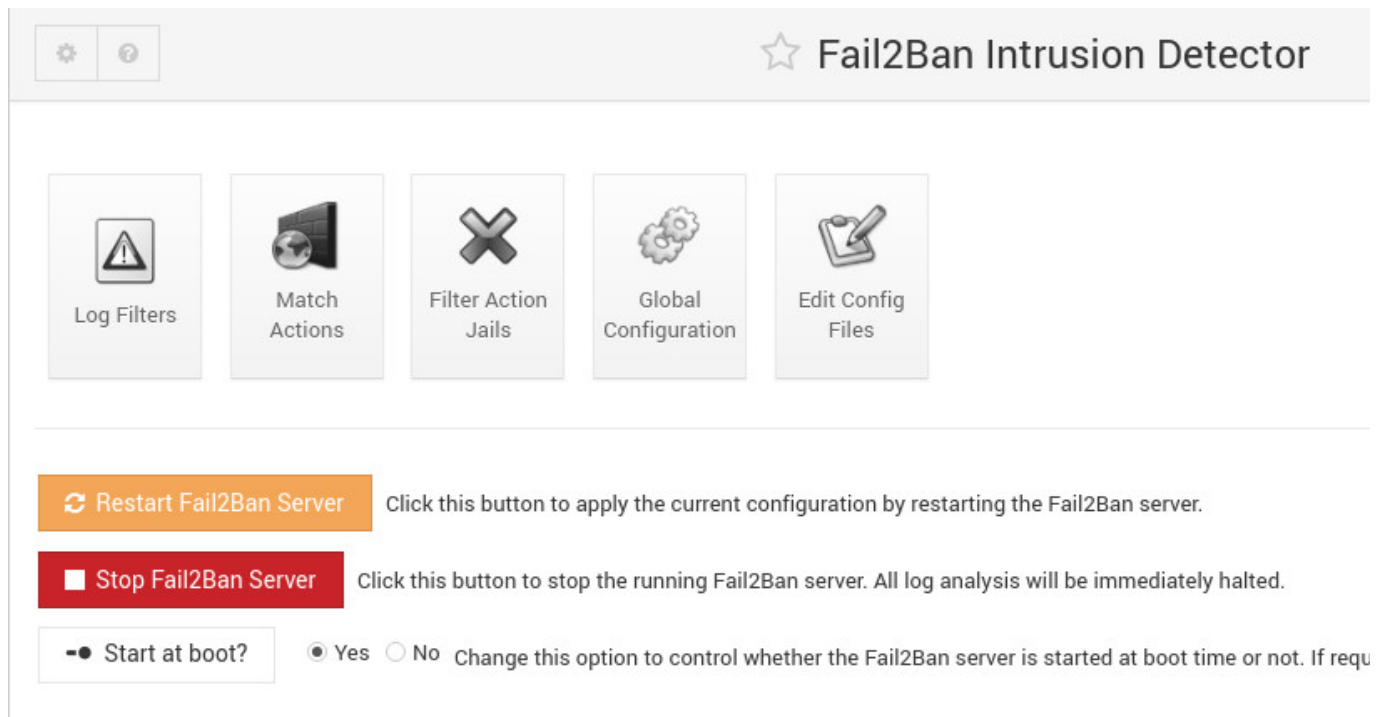 Fail2Ban Intrusion Detector
Log Filters
Match
Actions
Filter Action
Jails
Global
Configuration
Edit Config
Files
Restart Fail2Ban Server Click this button to apply the current configuration by restarting the Fail2Ban server.
Stop Fail2Ban Server Click this button to stop the running Fail2Ban server. All log analysis will be immediately halted.
Start at boot? Yes No Change this option to control whether the Fail2Ban server is started at boot time or not. If requ